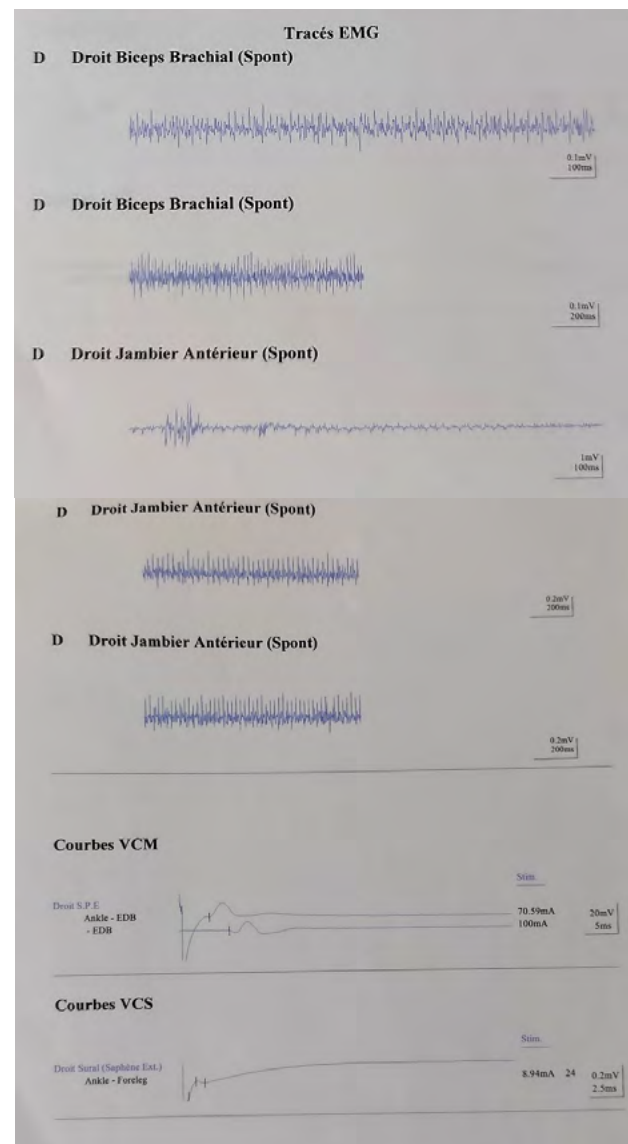 Tracés EMG
D Droit Biceps Brachial (Spont)
0.1mV
100ms
D Droit Biceps Brachial (Spont)
0.1mV
200ms
D Droit Jambier Antérieur (Spont)
1mV
100ms
D Droit Jambier Antérieur (Spont)
0.2mV
200ms
D Droit Jambier Antérieur (Spont)
0.2mV
200ms
Courbes VCM
Stim.
Droit S.P.E
Ankle - EDB 70.59mA 20mV
- EDB 100mA 5ms
Courbes VCS
Stim.
Droit Sural (Saphène Ext.)
Ankle - Foreleg 8.94mA 24 0.2mV
2.5ms